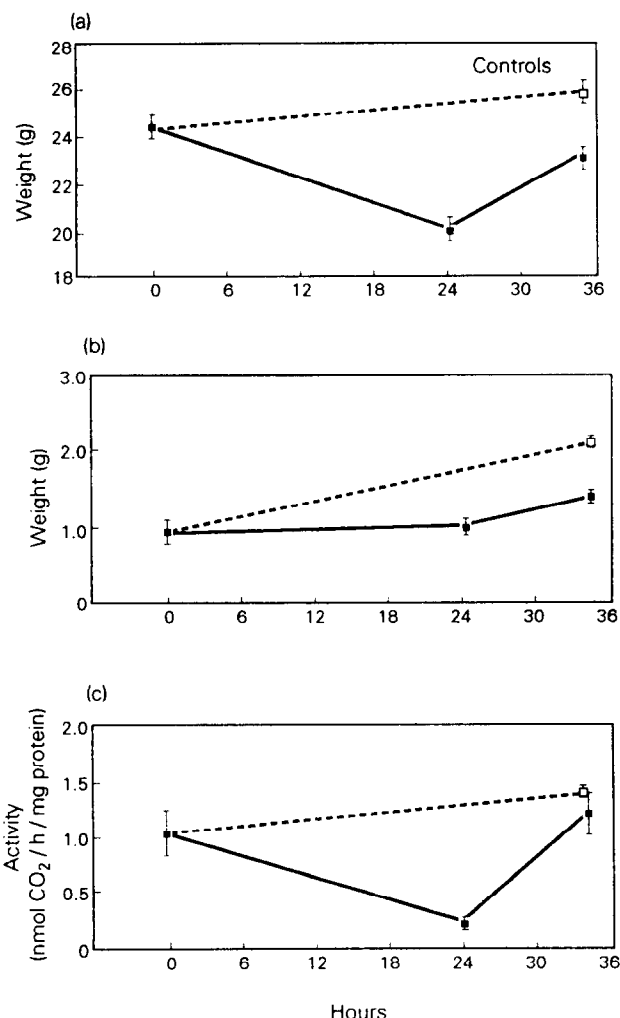 (a)
28
26
24
22
20
18
Weight (g)
Controls
0 6 12 18 24 30 36
(b)
3.0
2.0
1.0
0
Weight (g)
0 6 12 18 24 30 36
(c)
2.0
1.5
1.0
0.5
0
Activity
(nmol CO₂ / h / mg protein)
0 6 12 18 24 30 36
Hours